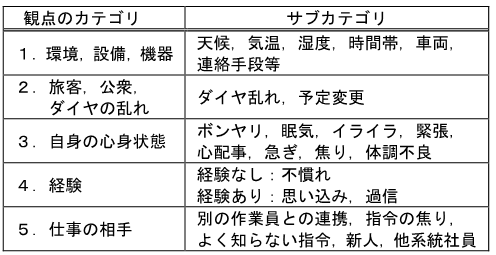 観点のカテゴリ サブカテゴリ
１．環境，設備，機器 天候，気温，湿度，時間帯，車両，
連絡手段等
２．旅客，公衆，
ダイヤの乱れ ダイヤ乱れ，予定変更
３．自身の心身状態 ボンヤリ，眠気，イライラ，緊張，
心配事，急ぎ，焦り，体調不良
４．経験 経験なし：不慣れ
経験あり：思い込み，過信
５．仕事の相手 別の作業員との連携，指令の焦り，
よく知らない指令，新人，他系統社員